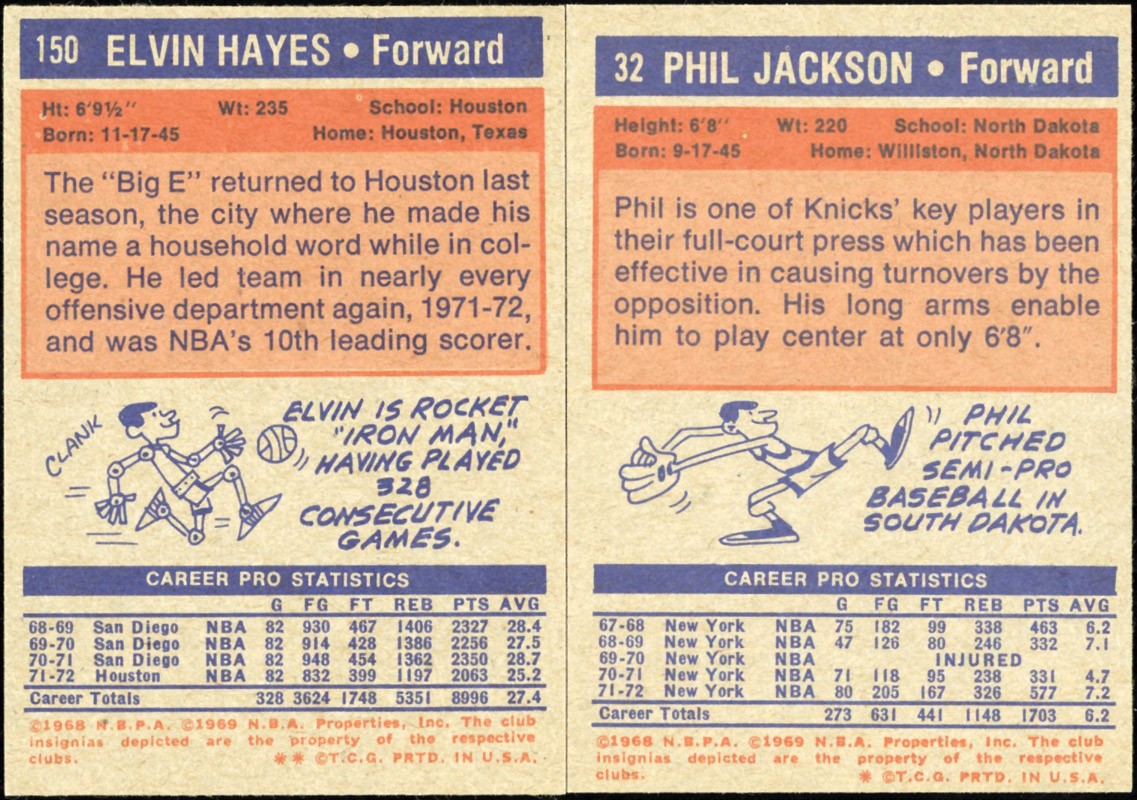 150 ELVIN HAYES • Forward
Ht: 6'9½" Wt: 235 School: Houston
Born: 11-17-45 Home: Houston, Texas
The "Big E" returned to Houston last
season, the city where he made his
name a household word while in col-
lege. He led team in nearly every
offensive department again, 1971-72,
and was NBA's 10th leading scorer.
CLANK
ELVIN IS ROCKET
"IRON MAN,"
HAVING PLAYED
328
CONSECUTIVE
GAMES.
CAREER PRO STATISTICS
G FG FT REB PTS AVG
68-69 San Diego NBA 82 930 467 1406 2327 28.4
69-70 San Diego NBA 82 914 428 1386 2256 27.5
70-71 San Diego NBA 82 948 454 1362 2350 28.7
71-72 Houston NBA 82 832 399 1197 2063 25.2
Career Totals 328 3624 1748 5351 8996 27.4
©1968 N.B.P.A. ©1969 N.B.A. Properties, Inc. The club
insignias depicted are the property of the respective
clubs. ** ©T.C.G. PRTD. IN U.S.A.
32 PHIL JACKSON • Forward
Height: 6'8" Wt: 220 School: North Dakota
Born: 9-17-45 Home: Williston, North Dakota
Phil is one of Knicks' key players in
their full-court press which has been
effective in causing turnovers by the
opposition. His long arms enable
him to play center at only 6'8".
PHIL
PITCHED
SEMI-PRO
BASEBALL IN
SOUTH DAKOTA.
CAREER PRO STATISTICS
G FG FT REB PTS AVG
67-68 New York NBA 75 182 99 338 463 6.2
68-69 New York NBA 47 126 80 246 332 7.1
69-70 New York NBA INJURED
70-71 New York NBA 71 118 95 238 331 4.7
71-72 New York NBA 80 205 167 326 577 7.2
Career Totals 273 631 441 1148 1703 6.2
©1968 N.B.P.A. ©1969 N.B.A. Properties, Inc. The club
insignias depicted are the property of the respective
clubs. * ©T.C.G. PRTD. IN U.S.A.